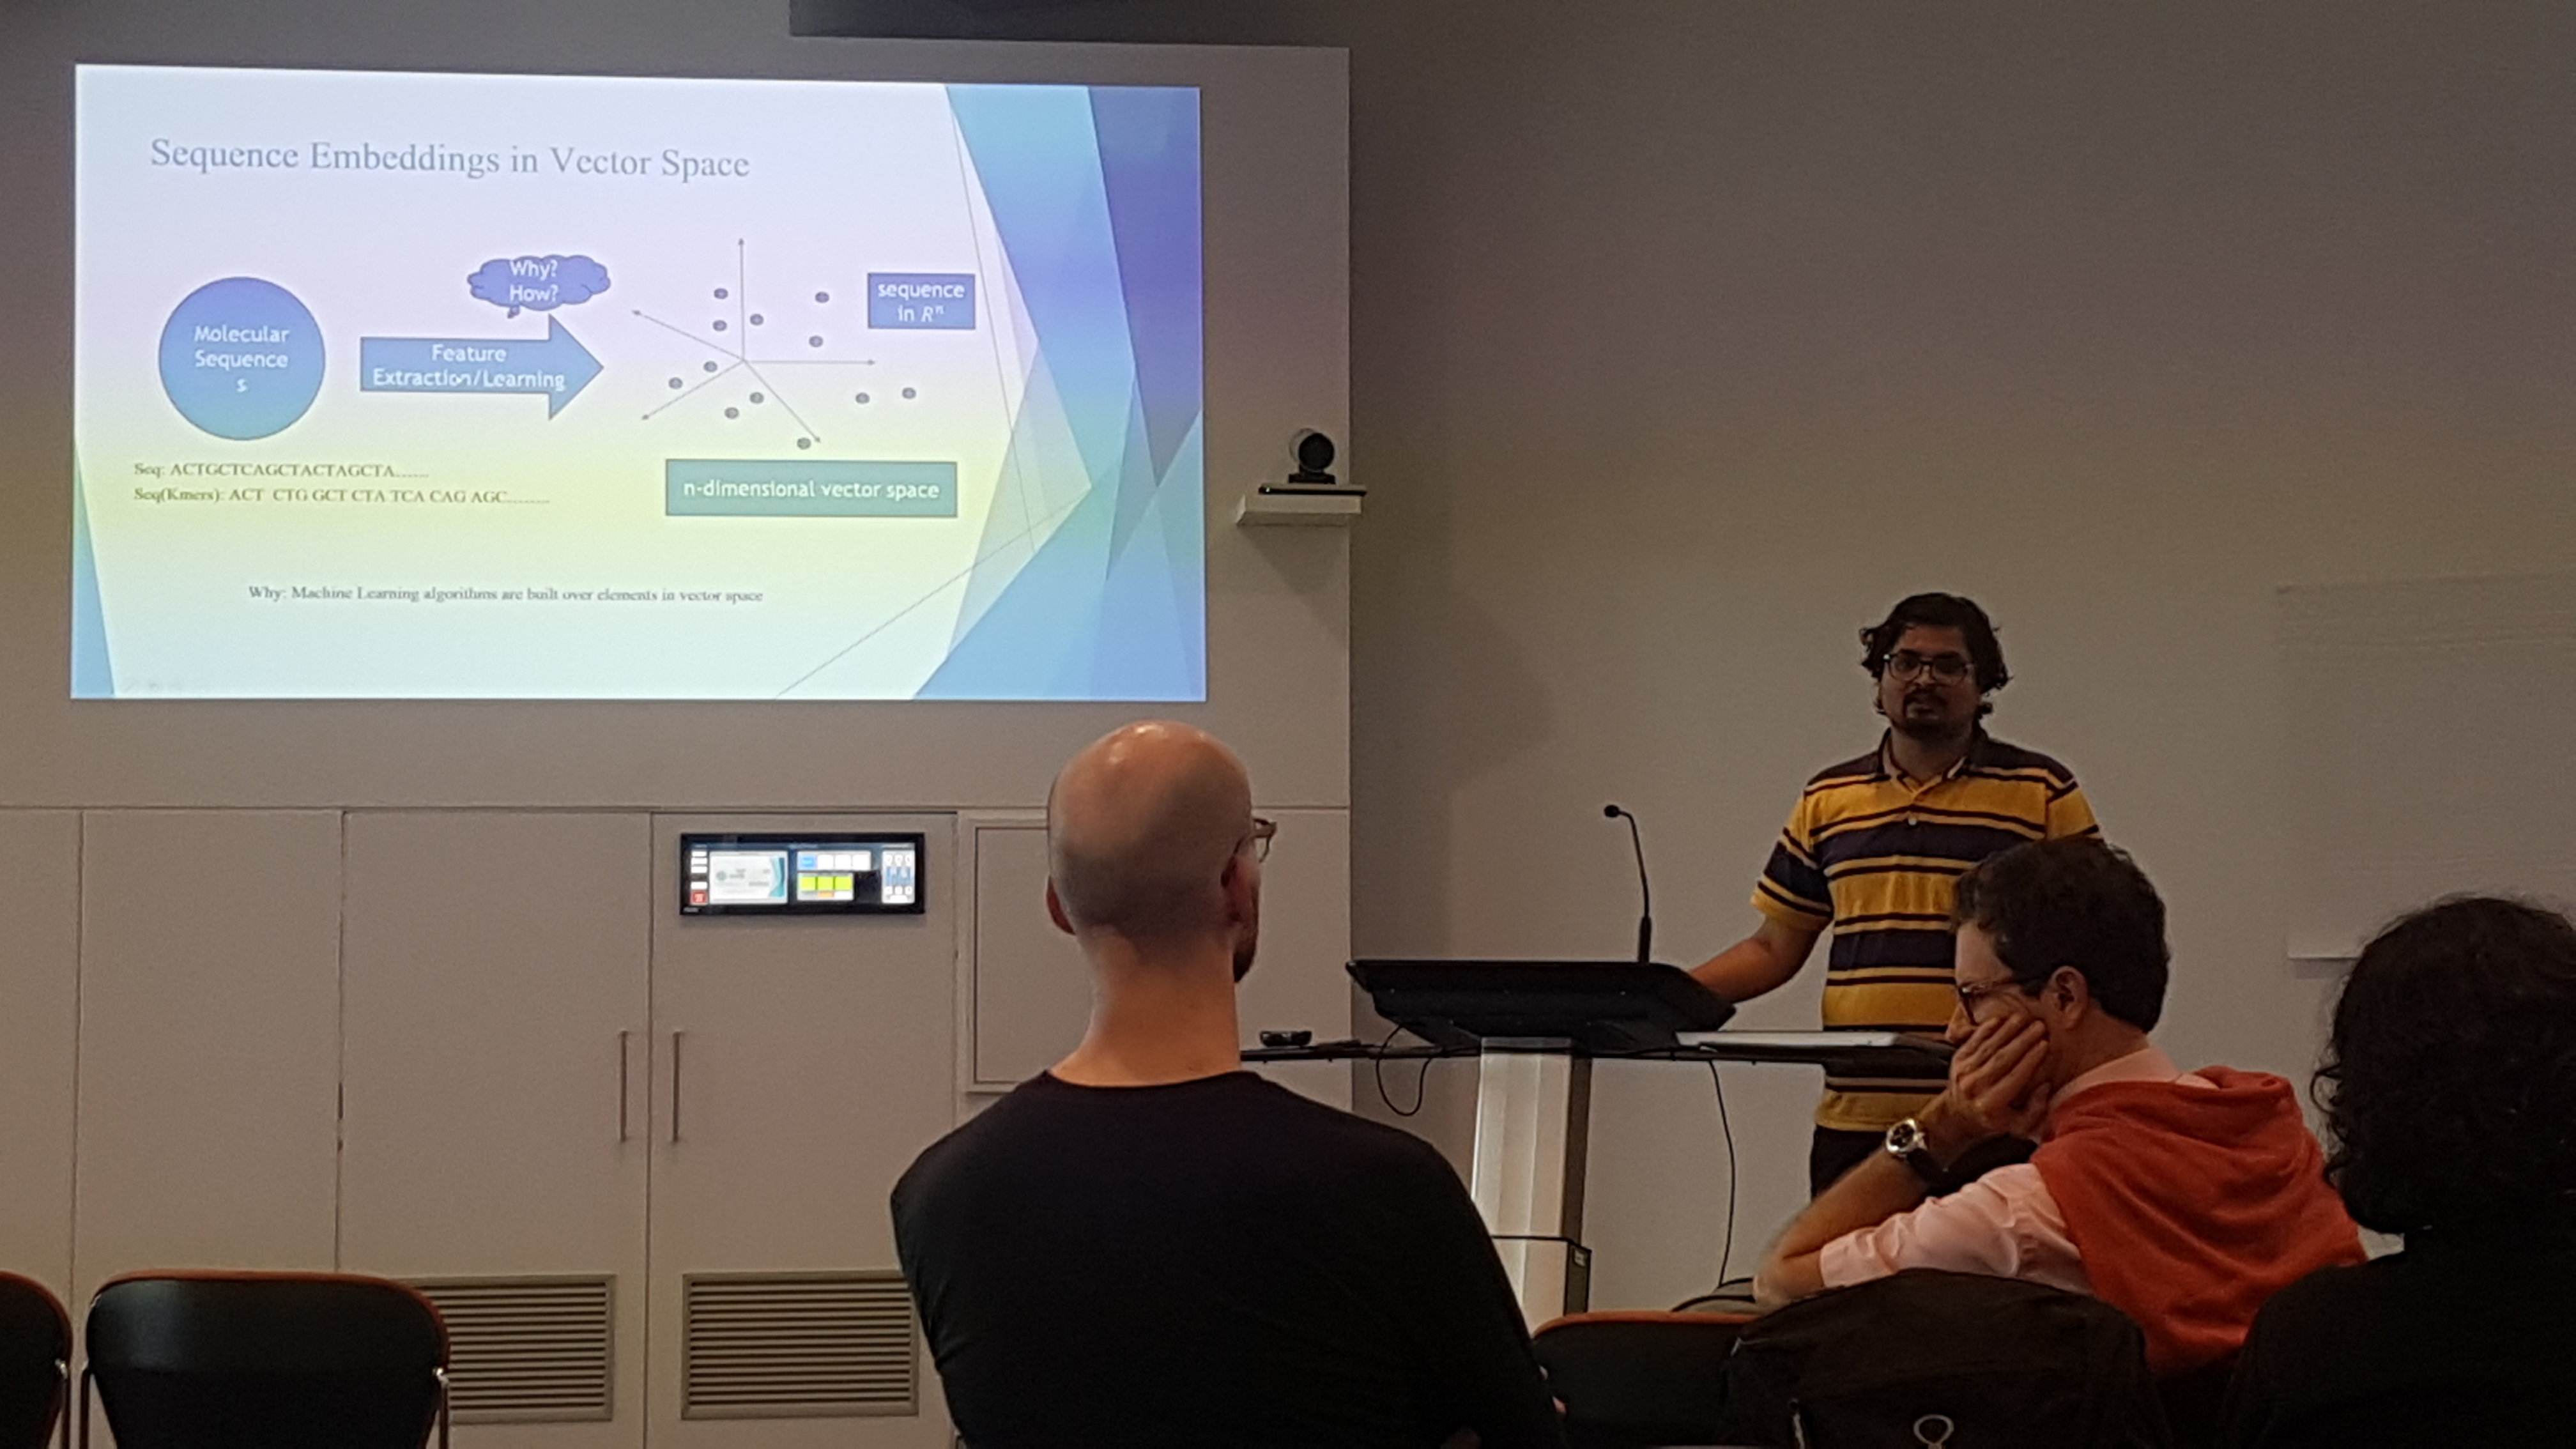 Sequence Embeddings in Vector Space
Why?
How?
sequence
in Rⁿ
Molecular
Sequence
s
Feature
Extraction/Learning
Seq: ACTGCTCAGCTACTAGCTA.......
Seq(Kmers): ACT CTG GCT CTA TCA CAG AGC.........
n-dimensional vector space
Why: Machine Learning algorithms are built over elements in vector space